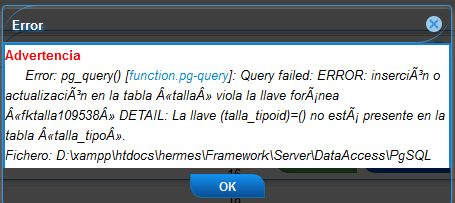 Error
Advertencia
Error: pg_query() [function.pg-query]: Query failed: ERROR: inserciÃ³n o
actualizaciÃ³n en la tabla Â«tallaÂ» viola la llave forÃ¡nea
Â«fktalla109538Â» DETAIL: La llave (talla_tipoid)=() no estÃ¡ presente en la
tabla Â«talla_tipoÂ».
Fichero: D:\xampp\htdocs\hermes\Framework\Server\DataAccess\PgSQL
OK